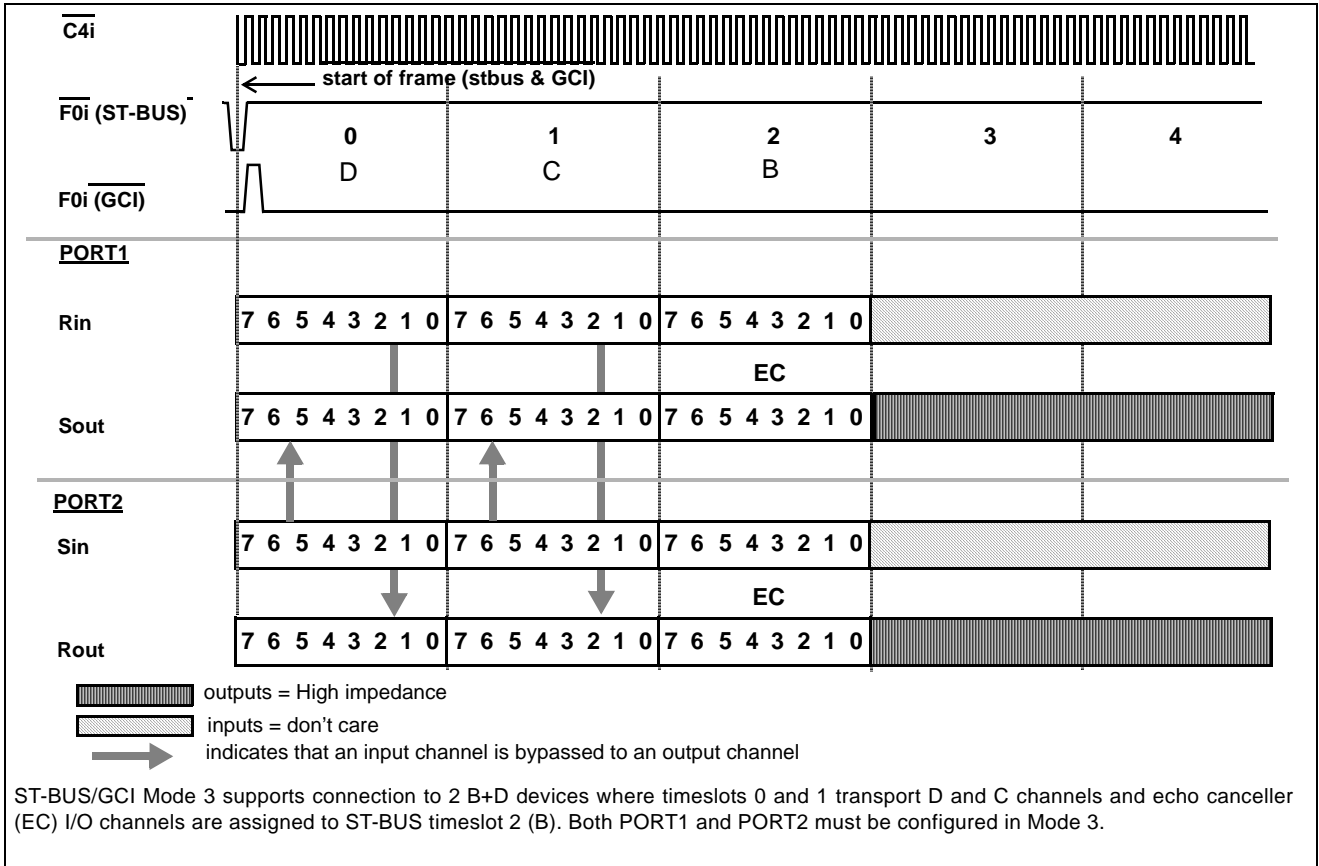 C4i
start of frame (stbus & GCI)
F0i (ST-BUS)
0 1 2 3 4
D C B
F0i (GCI)
PORT1
Rin 7 6 5 4 3 2 1 0 7 6 5 4 3 2 1 0 7 6 5 4 3 2 1 0
EC
Sout 7 6 5 4 3 2 1 0 7 6 5 4 3 2 1 0 7 6 5 4 3 2 1 0
PORT2
Sin 7 6 5 4 3 2 1 0 7 6 5 4 3 2 1 0 7 6 5 4 3 2 1 0
EC
Rout 7 6 5 4 3 2 1 0 7 6 5 4 3 2 1 0 7 6 5 4 3 2 1 0
outputs = High impedance
inputs = don't care
indicates that an input channel is bypassed to an output channel
ST-BUS/GCI Mode 3 supports connection to 2 B+D devices where timeslots 0 and 1 transport D and C channels and echo canceller
(EC) I/O channels are assigned to ST-BUS timeslot 2 (B). Both PORT1 and PORT2 must be configured in Mode 3.